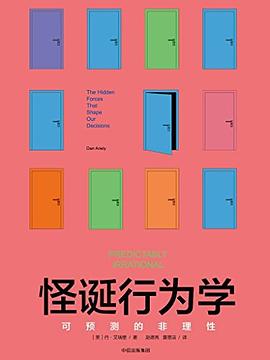 The Hidden
Forces
That
Shape
Our
Decisions
Dan Ariely
PREDICTABLY
IRRATIONAL
怪诞行为学
可预测的非理性
［美］丹·艾瑞里 著 赵德亮 夏蓓洁 译
中信出版集团